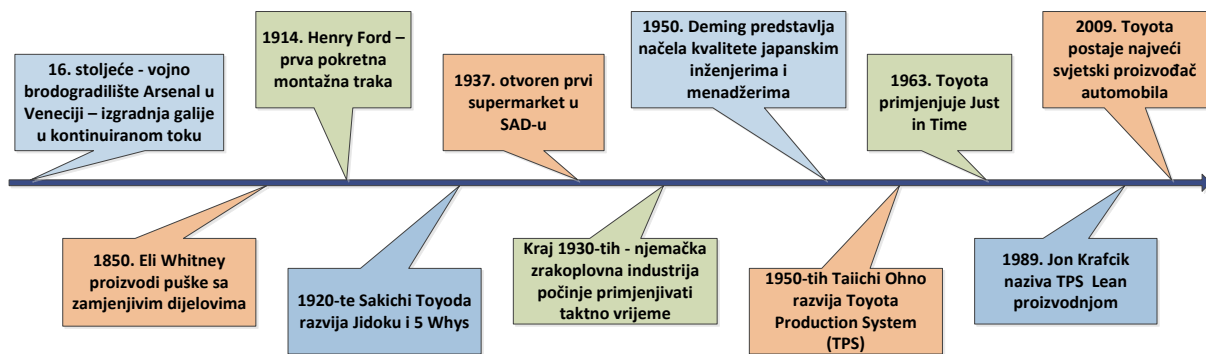 16. stoljeće - vojno
brodogradilište Arsenal u
Veneciji – izgradnja galije
u kontinuiranom toku
1914. Henry Ford –
prva pokretna
montažna traka
1937. otvoren prvi
supermarket u
SAD-u
1950. Deming predstavlja
načela kvalitete japanskim
inženjerima i
menadžerima
1963. Toyota
primjenjuje Just
in Time
2009. Toyota
postaje najveći
svjetski proizvođač
automobila
1850. Eli Whitney
proizvodi puške sa
zamjenjivim dijelovima
1920-te Sakichi Toyoda
razvija Jidoku i 5 Whys
Kraj 1930-tih - njemačka
zrakoplovna industrija
počinje primjenjivati
taktno vrijeme
1950-tih Taiichi Ohno
razvija Toyota
Production System
(TPS)
1989. Jon Krafcik
naziva TPS Lean
proizvodnjom